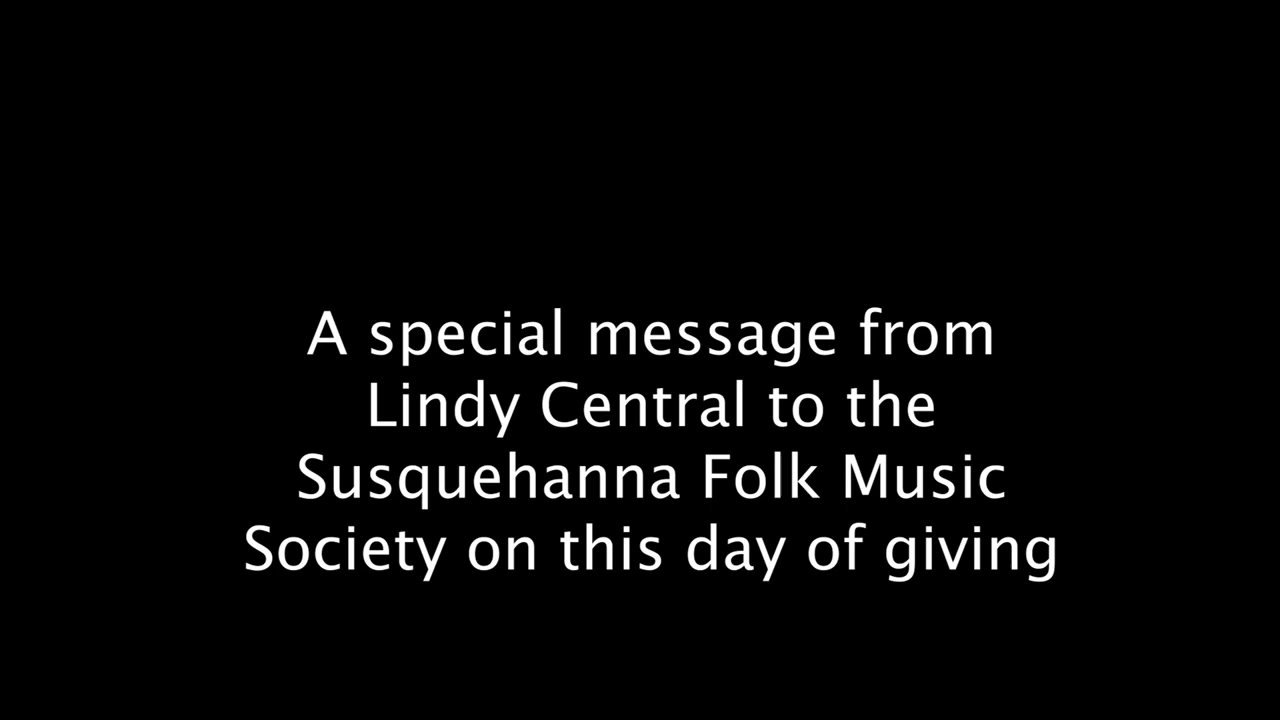 A special message from
Lindy Central to the
Susquehanna Folk Music
Society on this day of giving